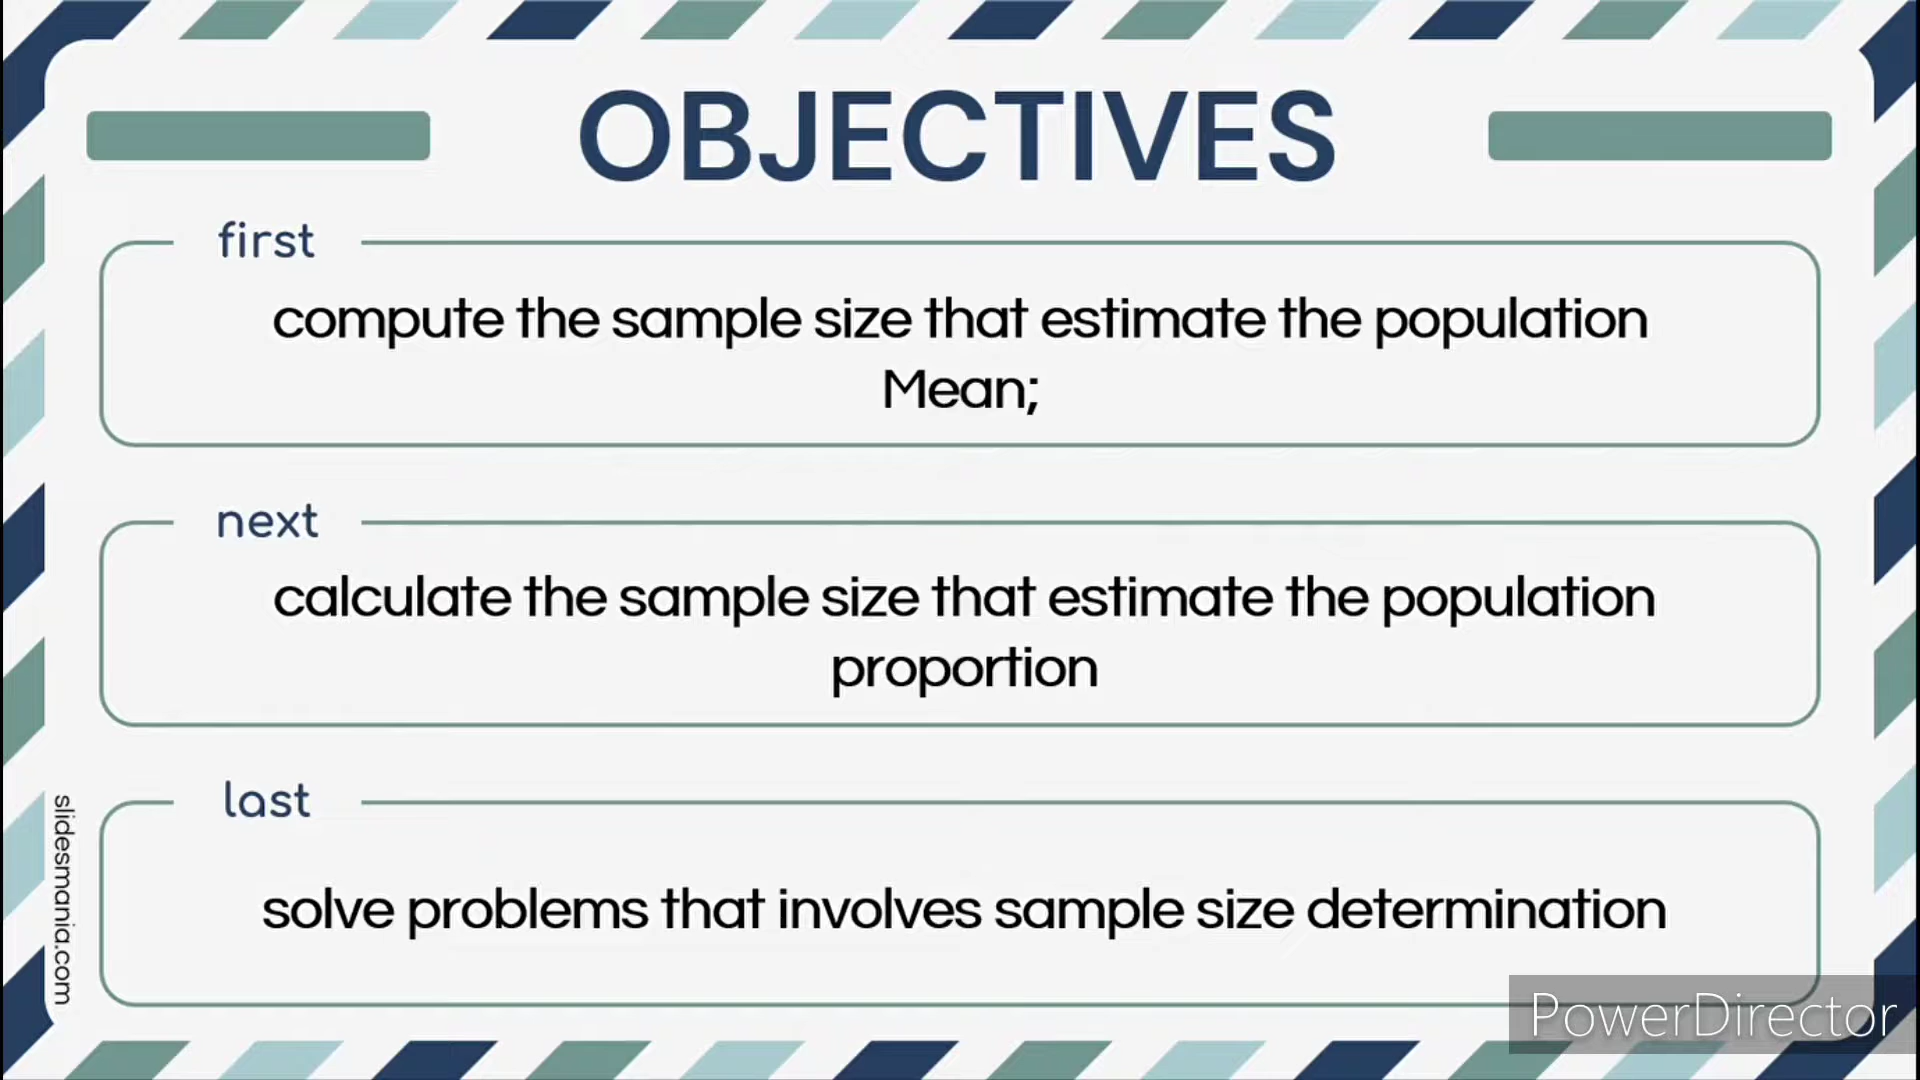 OBJECTIVES
first
compute the sample size that estimate the population
Mean;
next
calculate the sample size that estimate the population
proportion
last
solve problems that involves sample size determination
slidesmania.com
PowerDirector